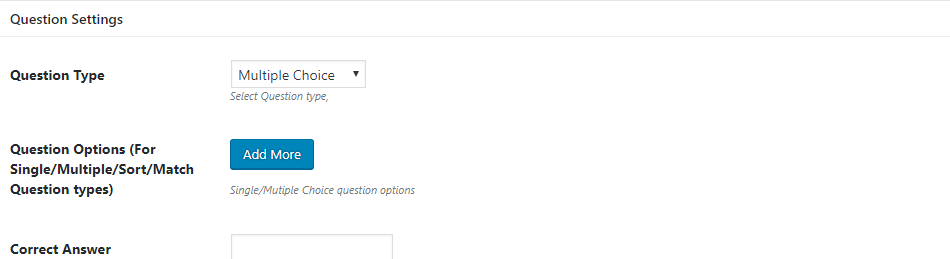 Question Settings
Question Type
Multiple Choice
Select Question type,
Question Options (For
Single/Multiple/Sort/Match
Question types)
Add More
Single/Mutiple Choice question options
Correct Answer